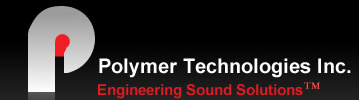 Polymer Technologies Inc.
Engineering Sound Solutions™